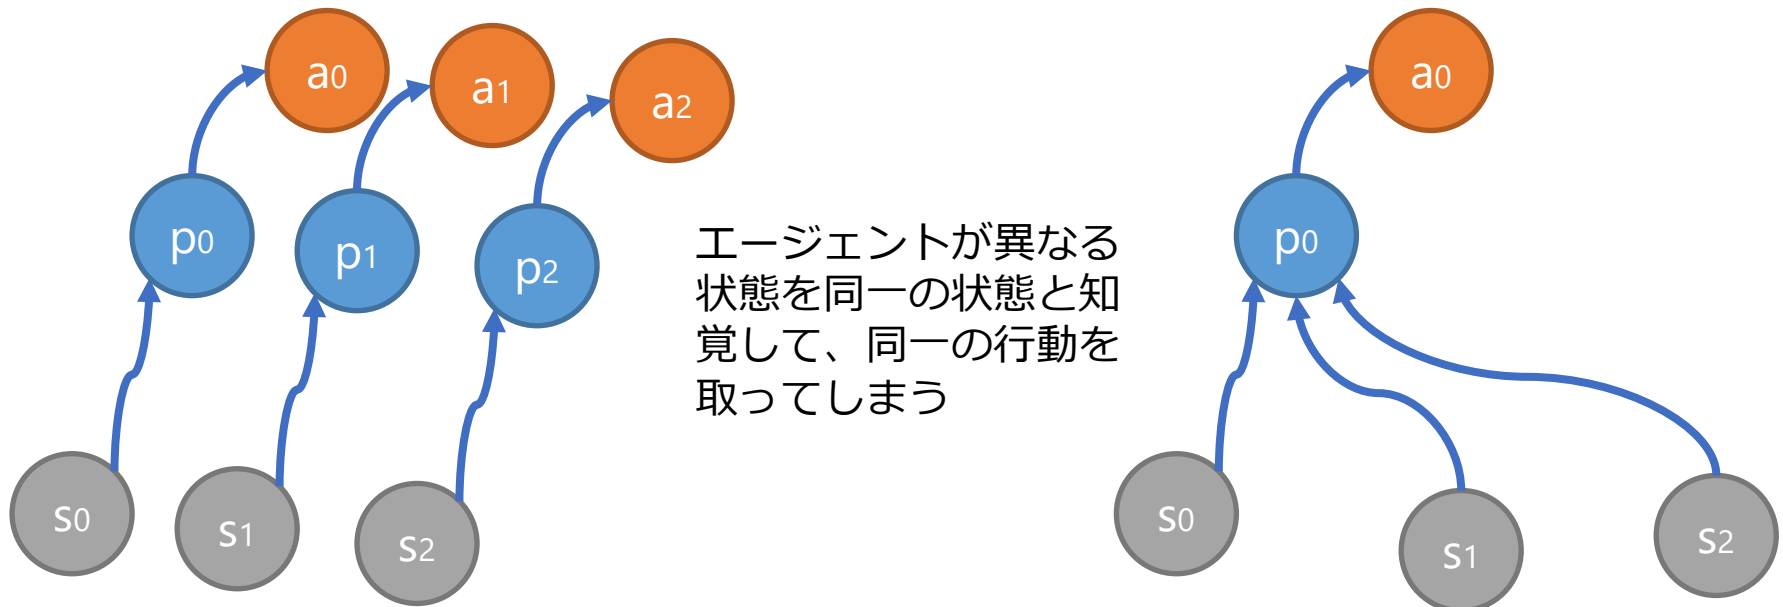 a0
a1
a2
p0
p1
p2
s0
s1
s2
エージェントが異なる
状態を同一の状態と知
覚して、同一の行動を
取ってしまう
a0
p0
s0
s1
s2